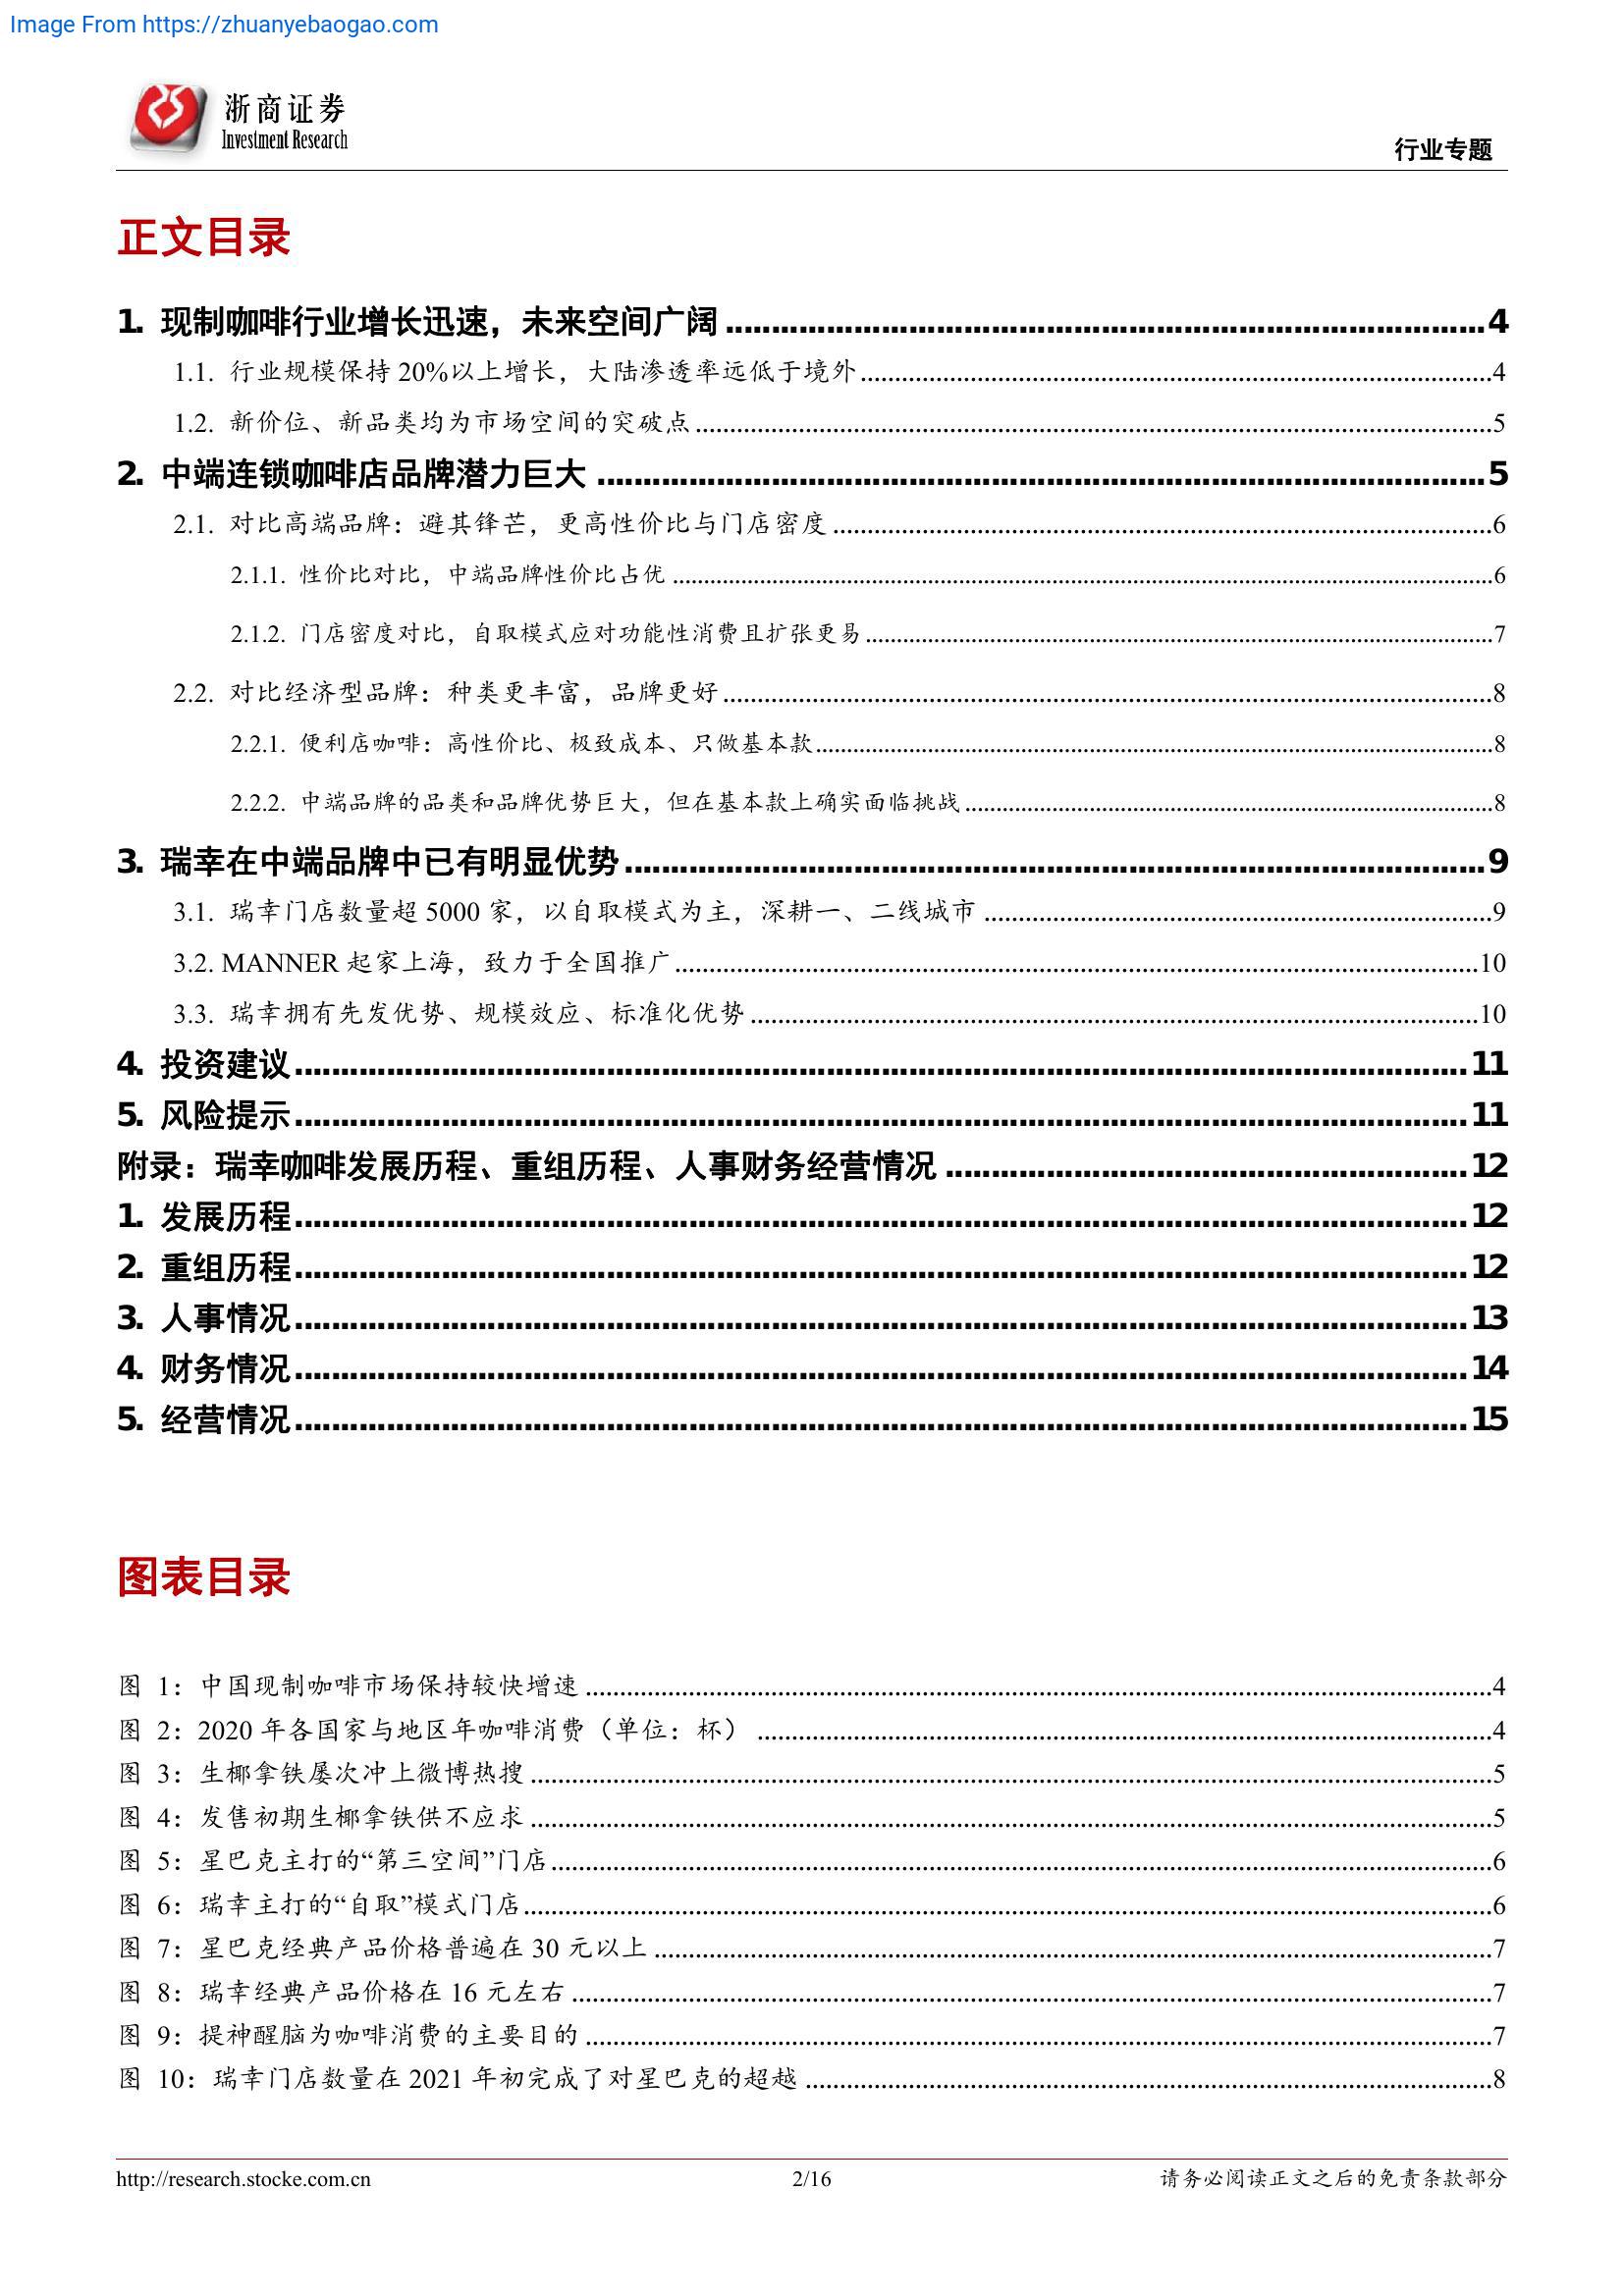 Image From https://zhuanyebaogao.com
浙商证券
Investment Research
行业专题
正文目录
1. 现制咖啡行业增长迅速，未来空间广阔 ........ 4
1.1. 行业规模保持 20%以上增长，大陆渗透率远低于境外 ........ 4
1.2. 新价位、新品类均为市场空间的突破点 ........ 5
2. 中端连锁咖啡店品牌潜力巨大 ........ 5
2.1. 对比高端品牌：避其锋芒，更高性价比与门店密度 ........ 6
2.1.1. 性价比对比，中端品牌性价比占优 ........ 6
2.1.2. 门店密度对比，自取模式应对功能性消费且扩张更易 ........ 7
2.2. 对比经济型品牌：种类更丰富，品牌更好 ........ 8
2.2.1. 便利店咖啡：高性价比、极致成本、只做基本款 ........ 8
2.2.2. 中端品牌的品类和品牌优势巨大，但在基本款上确实面临挑战 ........ 8
3. 瑞幸在中端品牌中已有明显优势 ........ 9
3.1. 瑞幸门店数量超 5000 家，以自取模式为主，深耕一、二线城市 ........ 9
3.2. MANNER 起家上海，致力于全国推广 ........ 10
3.3. 瑞幸拥有先发优势、规模效应、标准化优势 ........ 10
4. 投资建议 ........ 11
5. 风险提示 ........ 11
附录：瑞幸咖啡发展历程、重组历程、人事财务经营情况 ........ 12
1. 发展历程 ........ 12
2. 重组历程 ........ 12
3. 人事情况 ........ 13
4. 财务情况 ........ 14
5. 经营情况 ........ 15
图表目录
图 1：中国现制咖啡市场保持较快增速 ........ 4
图 2：2020 年各国家与地区年咖啡消费（单位：杯） ........ 4
图 3：生椰拿铁屡次冲上微博热搜 ........ 5
图 4：发售初期生椰拿铁供不应求 ........ 5
图 5：星巴克主打的“第三空间”门店 ........ 6
图 6：瑞幸主打的“自取”模式门店 ........ 6
图 7：星巴克经典产品价格普遍在 30 元以上 ........ 7
图 8：瑞幸经典产品价格在 16 元左右 ........ 7
图 9：提神醒脑为咖啡消费的主要目的 ........ 7
图 10：瑞幸门店数量在 2021 年初完成了对星巴克的超越 ........ 8
http://research.stocke.com.cn
2/16
请务必阅读正文之后的免责条款部分